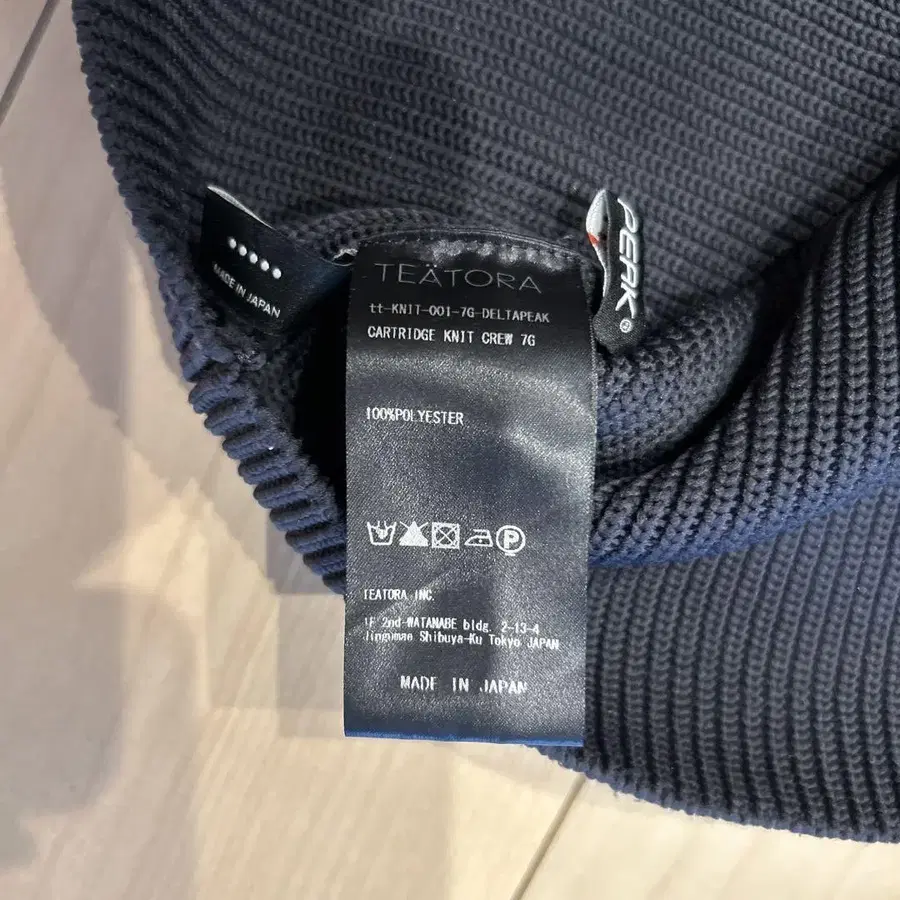 MADE IN JAPAN
PEAK®
TEÄTORA
tt-KNIT-001-7G-DELTAPEAK
CARTRIDGE KNIT CREW 7G
100%POLYESTER
P
TEATORA INC.
1F 2nd-WATANABE bldg. 2-13-4
Jingumae Shibuya-Ku Tokyo JAPAN
MADE IN JAPAN